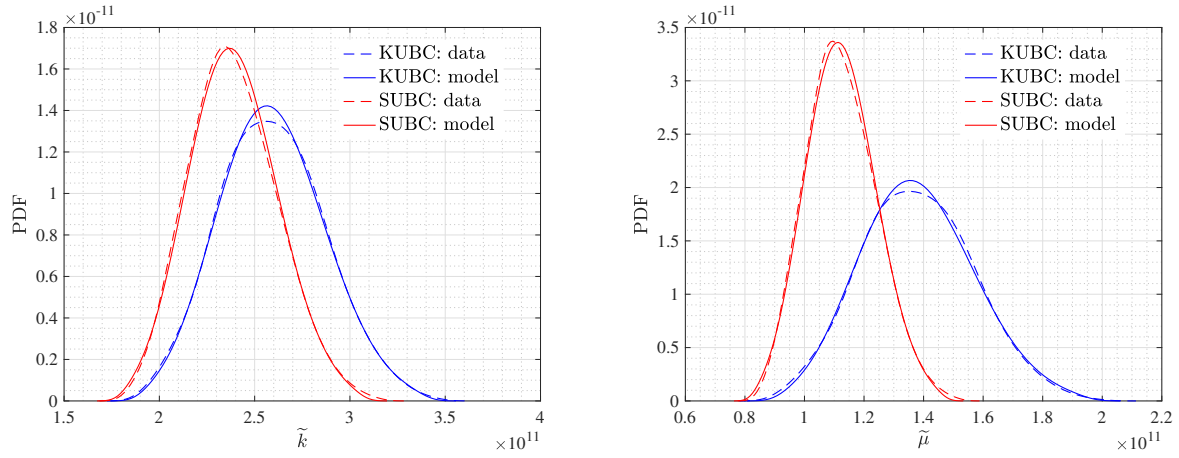 ×10⁻¹¹
1.8
1.6
1.4
1.2
1
0.8
0.6
0.4
0.2
0
PDF
KUBC: data
KUBC: model
SUBC: data
SUBC: model
1.5 2 2.5 3 3.5 4
k̃
×10¹¹
×10⁻¹¹
3.5
3
2.5
2
1.5
1
0.5
0
PDF
KUBC: data
KUBC: model
SUBC: data
SUBC: model
0.6 0.8 1 1.2 1.4 1.6 1.8 2 2.2
μ̃
×10¹¹